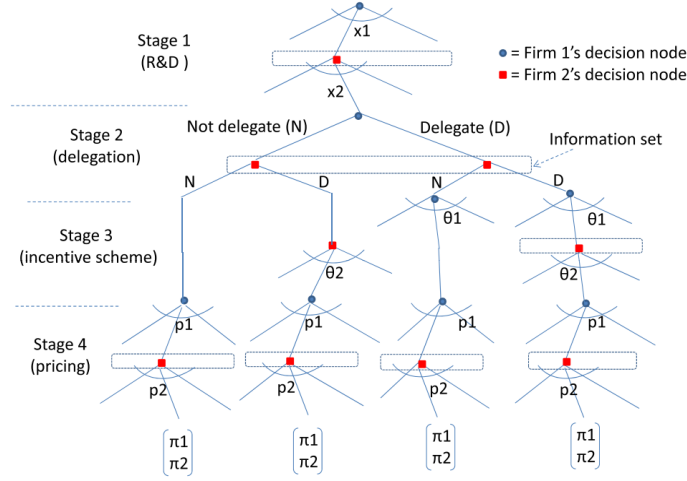 x1
Stage 1
(R&D )
= Firm 1's decision node
= Firm 2's decision node
x2
Stage 2
(delegation)
Not delegate (N)
Delegate (D)
Information set
N
D
N
D
θ1
θ1
Stage 3
(incentive scheme)
θ2
θ2
p1
p1
p1
p1
Stage 4
(pricing)
p2
p2
p2
p2
π1
π2
π1
π2
π1
π2
π1
π2